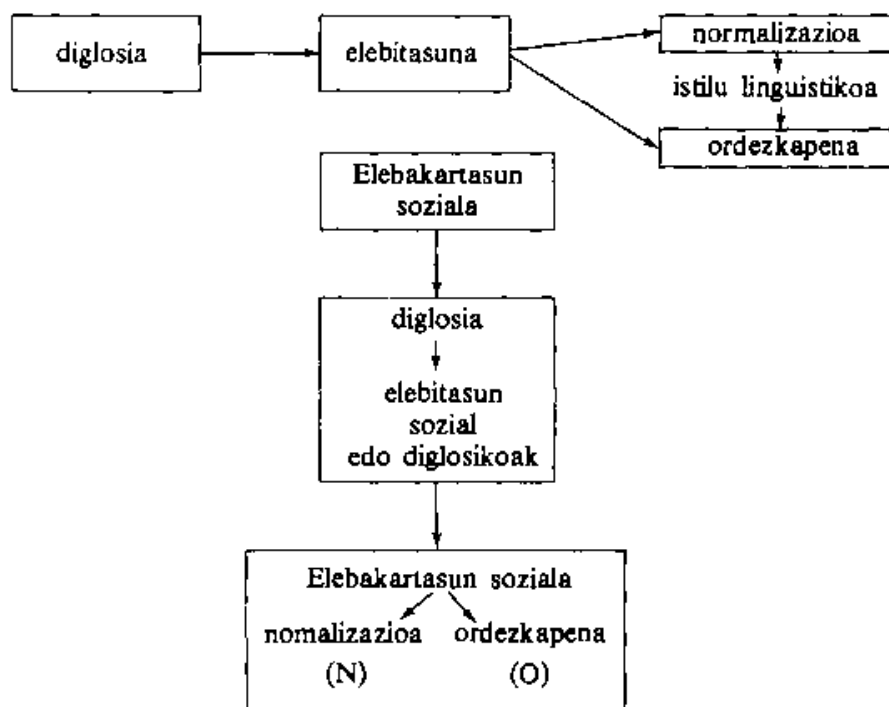 diglosia
elebitasuna
normalizazioa
istilu linguistikoa
ordezkapena
Elebakartasun
soziala
diglosia
elebitasun
sozial
edo diglosikoak
Elebakartasun soziala
nomalizazioa ordezkapena
(N) (O)